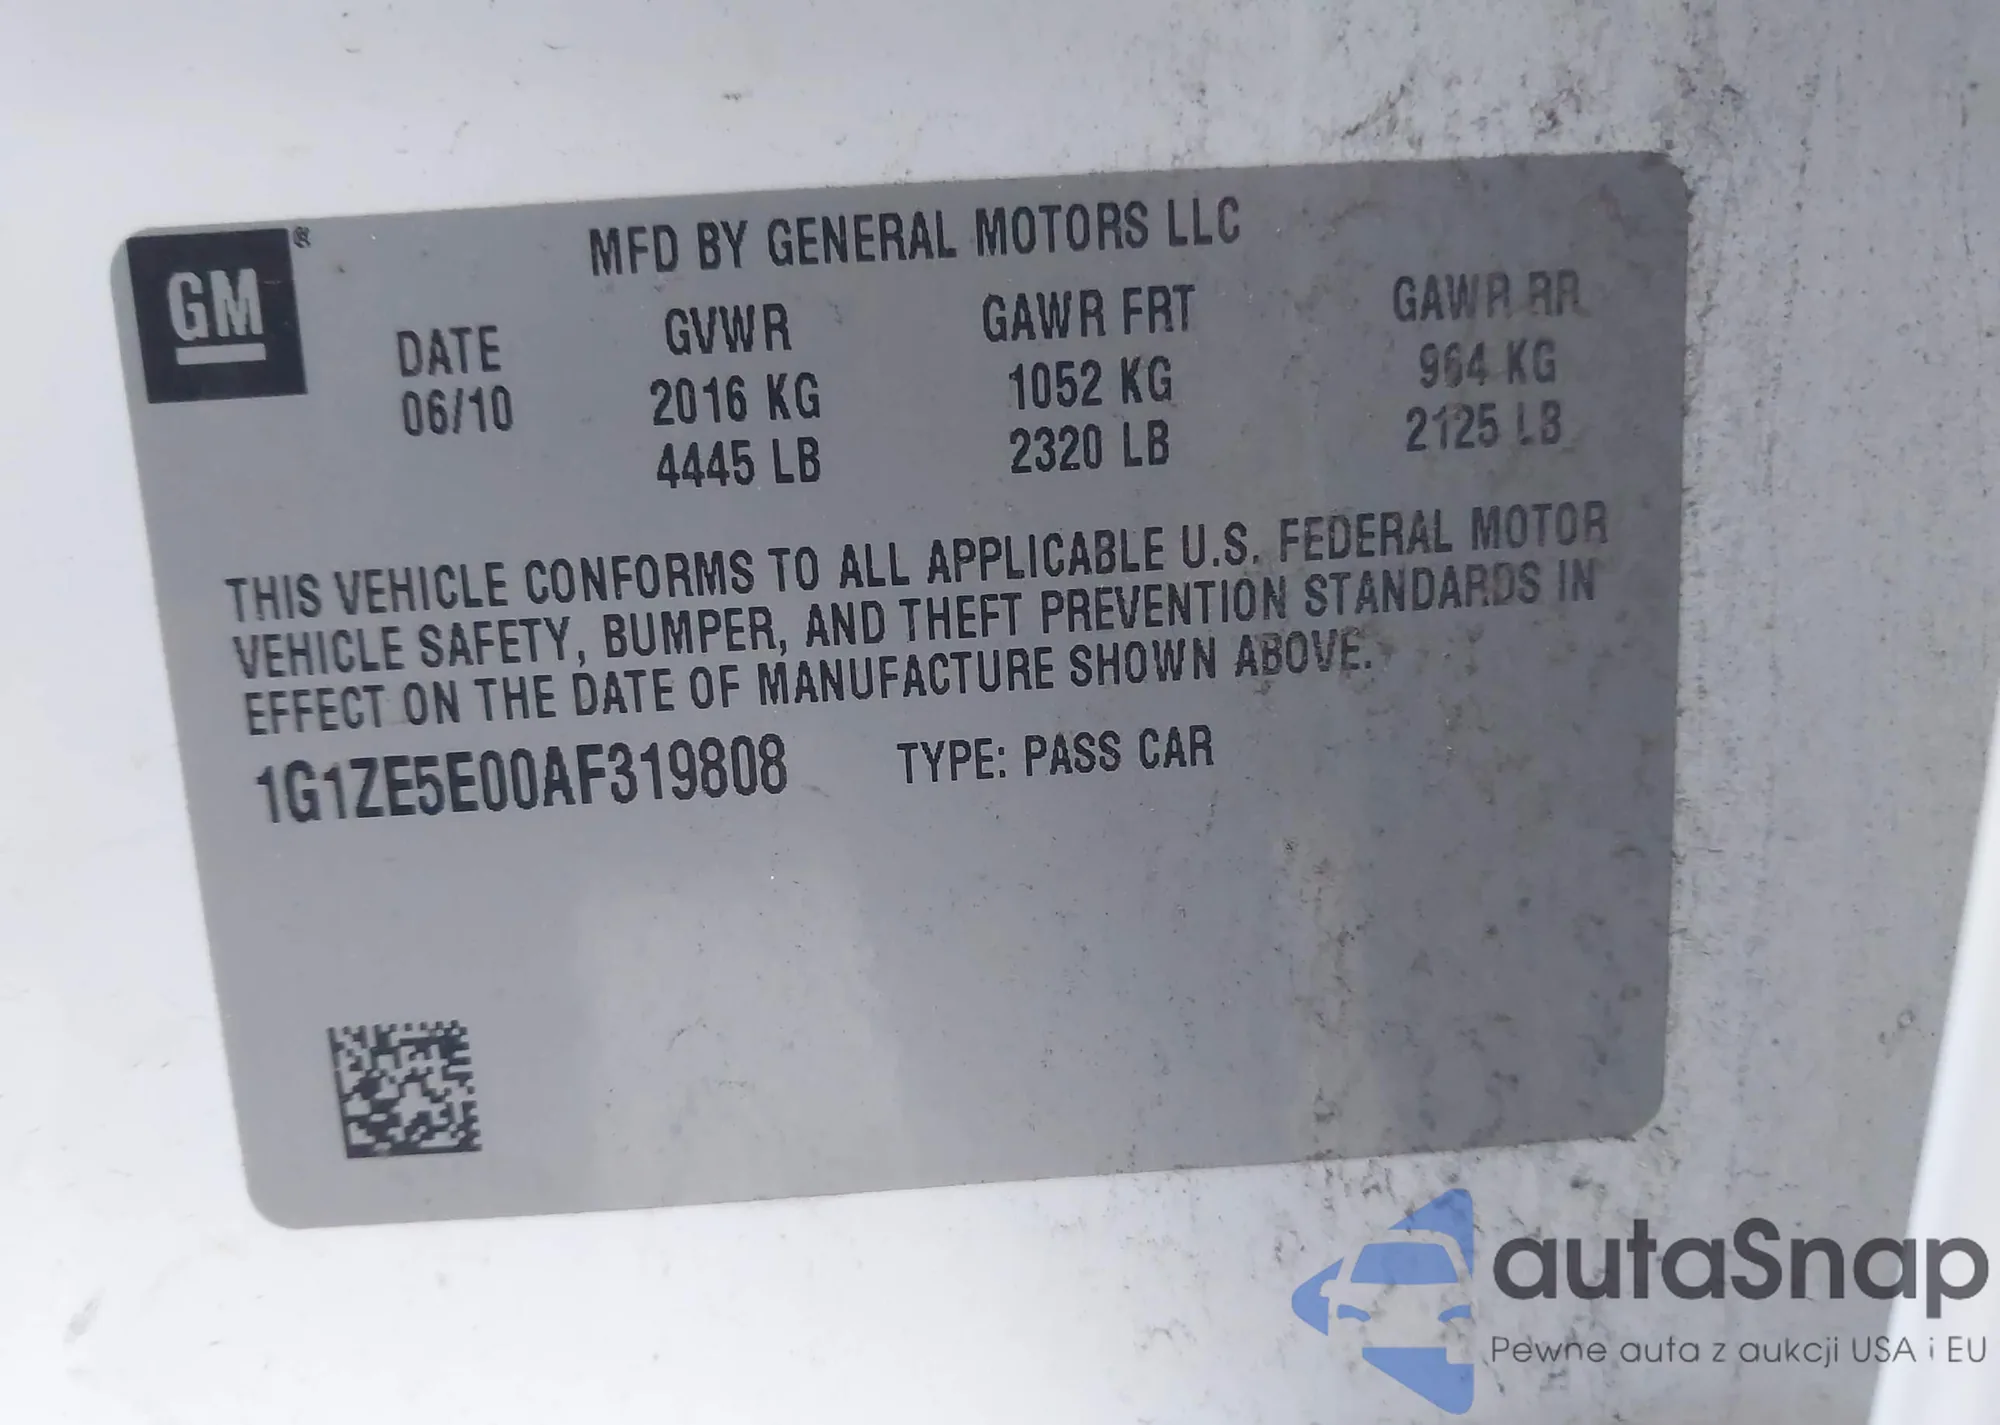 GM ®
MFD BY GENERAL MOTORS LLC
DATE GVWR GAWR FRT GAWR RR
06/10 2016 KG 1052 KG 964 KG
4445 LB 2320 LB 2125 LB
THIS VEHICLE CONFORMS TO ALL APPLICABLE U.S. FEDERAL MOTOR
VEHICLE SAFETY, BUMPER, AND THEFT PREVENTION STANDARDS IN
EFFECT ON THE DATE OF MANUFACTURE SHOWN ABOVE.
1G1ZE5E00AF319808 TYPE: PASS CAR
autaSnap
Pewne auta z aukcji USA i EU